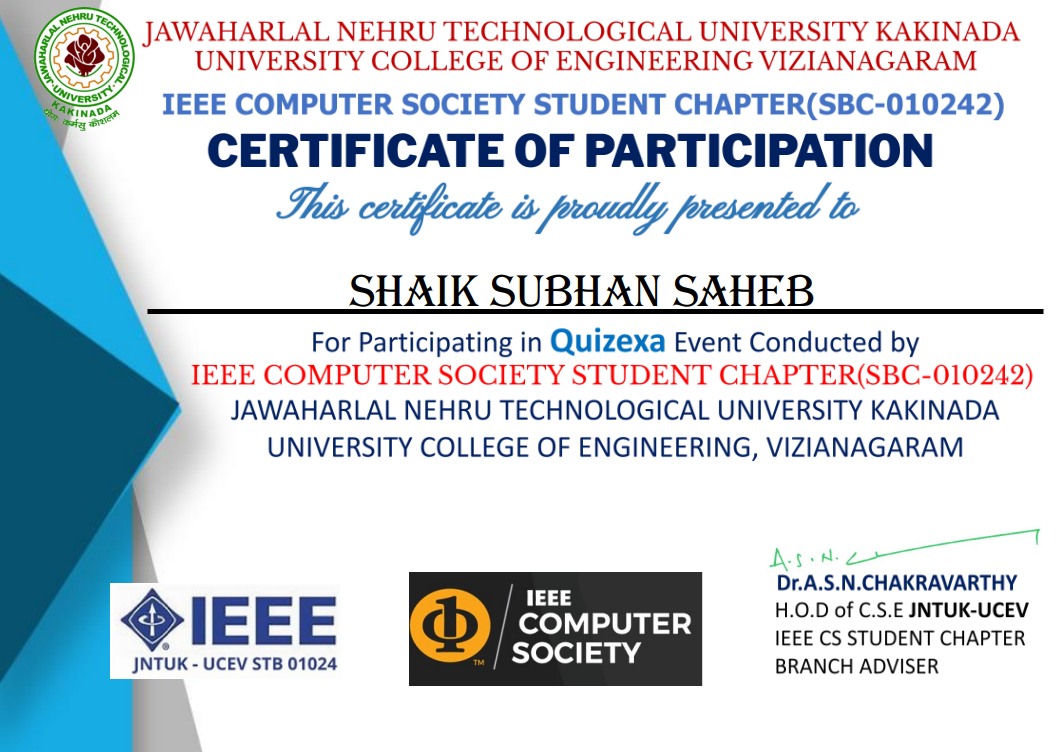 JAWAHARLAL NEHRU TECHNOLOGICAL UNIVERSITY KAKINADA
UNIVERSITY COLLEGE OF ENGINEERING VIZIANAGARAM
IEEE COMPUTER SOCIETY STUDENT CHAPTER(SBC-010242)
JAWAHARLAL NEHRU TECHNOLOGICAL UNIVERSITY
KAKINADA
CERTIFICATE OF PARTICIPATION
This certificate is proudly presented to
SHAIK SUBHAN SAHEB
For Participating in Quizexa Event Conducted by
IEEE COMPUTER SOCIETY STUDENT CHAPTER(SBC-010242)
JAWAHARLAL NEHRU TECHNOLOGICAL UNIVERSITY KAKINADA
UNIVERSITY COLLEGE OF ENGINEERING, VIZIANAGARAM
A.S.N.
Dr.A.S.N.CHAKRAVARTHY
H.O.D of C.S.E JNTUK-UCEV
IEEE CS STUDENT CHAPTER
BRANCH ADVISER
IEEE
JNTUK - UCEV STB 01024
IEEE
COMPUTER
SOCIETY
TM